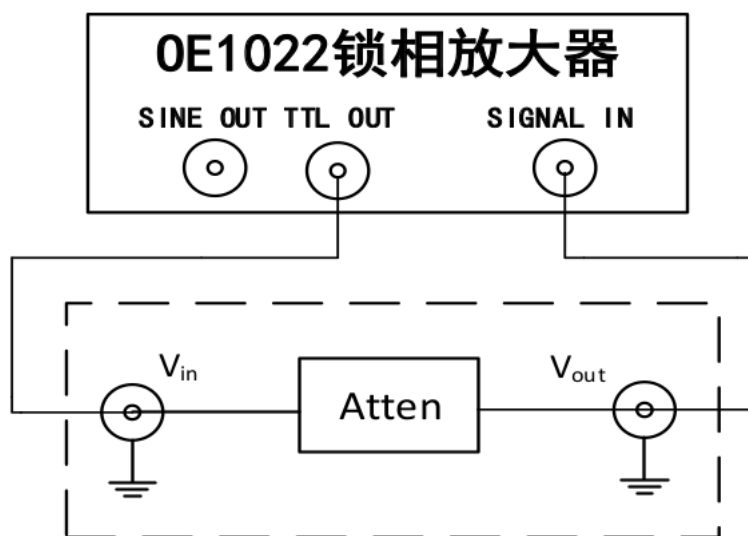 OE1022锁相放大器
SINE OUT TTL OUT SIGNAL IN
Vin Vout
Atten